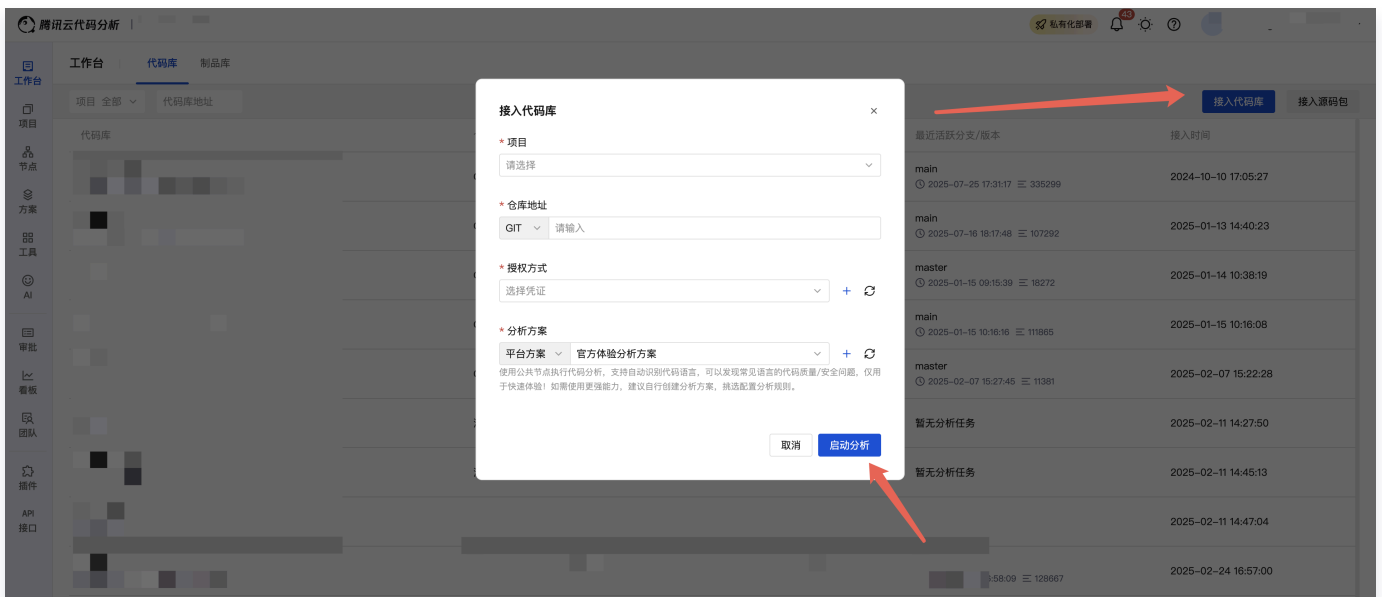 腾讯云代码分析
私有化部署
43
工作台
代码库
制品库
工作台
项目
节点
方案
工具
AI
审批
看板
团队
插件
API
接口
项目 全部
代码库地址
接入代码库
接入源码包
代码库
最近活跃分支/版本
接入时间
main
2025-07-25 17:31:17 335299
2024-10-10 17:05:27
main
2025-07-16 18:17:48 107292
2025-01-13 14:40:23
master
2025-01-15 09:15:39 18272
2025-01-14 10:38:19
main
2025-01-15 10:16:16 111865
2025-01-15 10:16:08
master
2025-02-07 15:27:45 11381
2025-02-07 15:22:28
暂无分析任务
2025-02-11 14:27:50
暂无分析任务
2025-02-11 14:45:13
2025-02-11 14:47:04
:58:09 128667
2025-02-24 16:57:00
接入代码库
* 项目
请选择
* 仓库地址
GIT 请输入
* 授权方式
选择凭证
* 分析方案
平台方案 官方体验分析方案
使用公共节点执行代码分析，支持自动识别代码语言，可以发现常见语言的代码质量/安全问题，仅用
于快速体验！如需使用更强能力，建议自行创建分析方案，挑选配置分析规则。
取消
启动分析